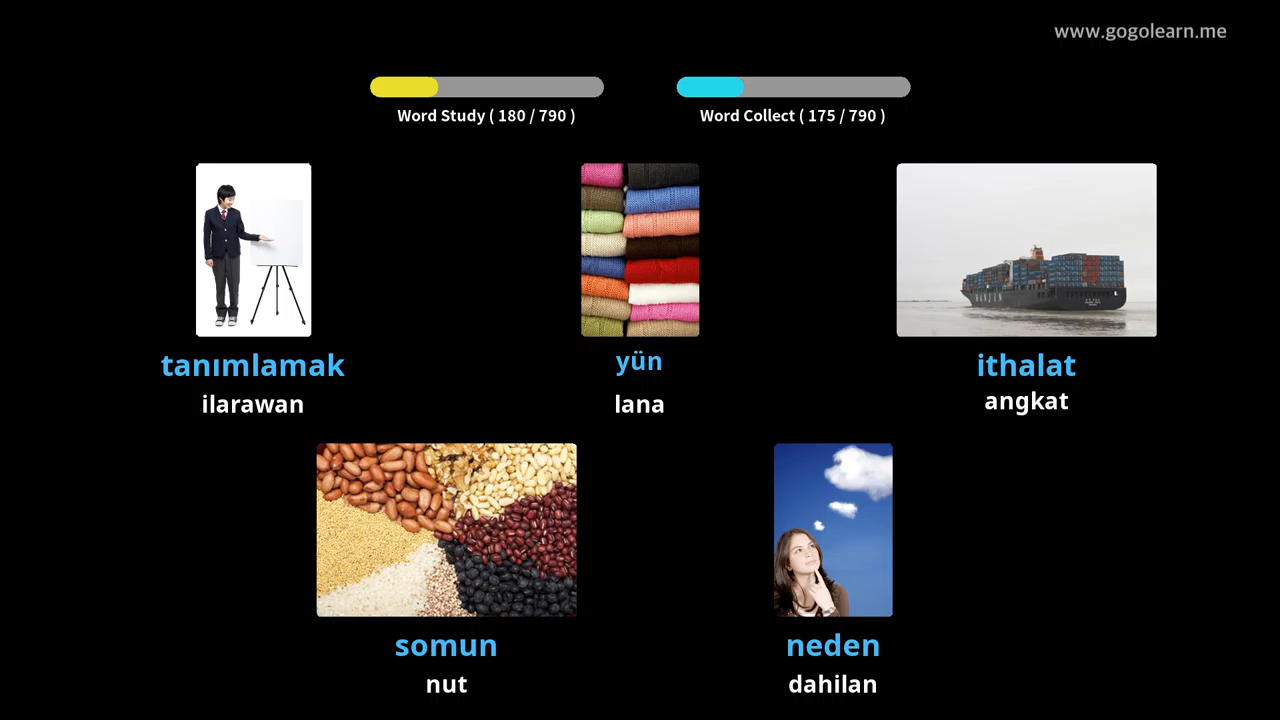 www.gogolearn.me
Word Study ( 180 / 790 )
Word Collect ( 175 / 790 )
tanımlamak
ilarawan
yün
lana
ithalat
angkat
somun
nut
neden
dahilan